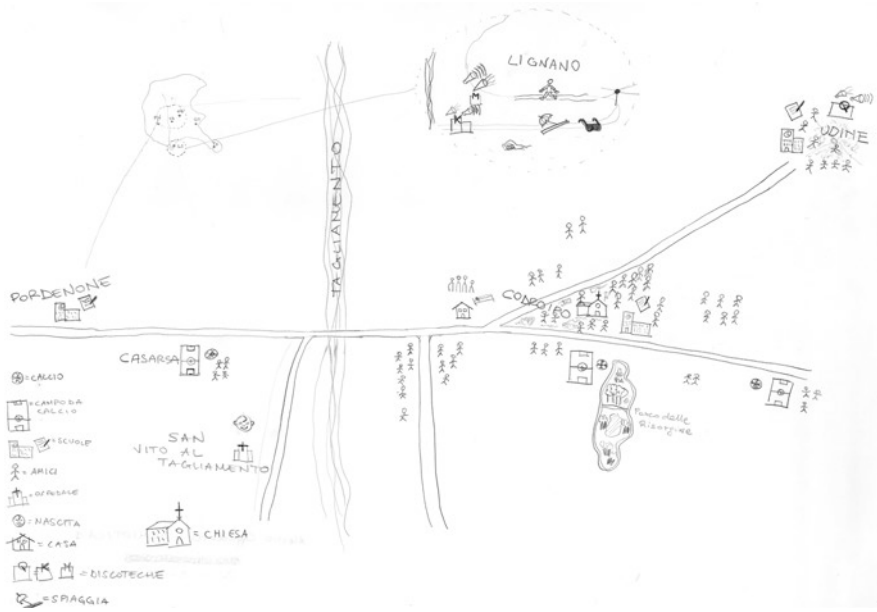 LIGNANO
UDINE
TAGLIAMENTO
PORDENONE
CODROIPO
CASARSA
SAN
VITO AL
TAGLIAMENTO
Parco delle
Risorgive
= CALCIO
= CAMPO DA
CALCIO
= SCUOLE
= AMICI
= OSPEDALE
= NASCITA
= CASA
= CHIESA
K M = DISCOTECHE
= SPIAGGIA